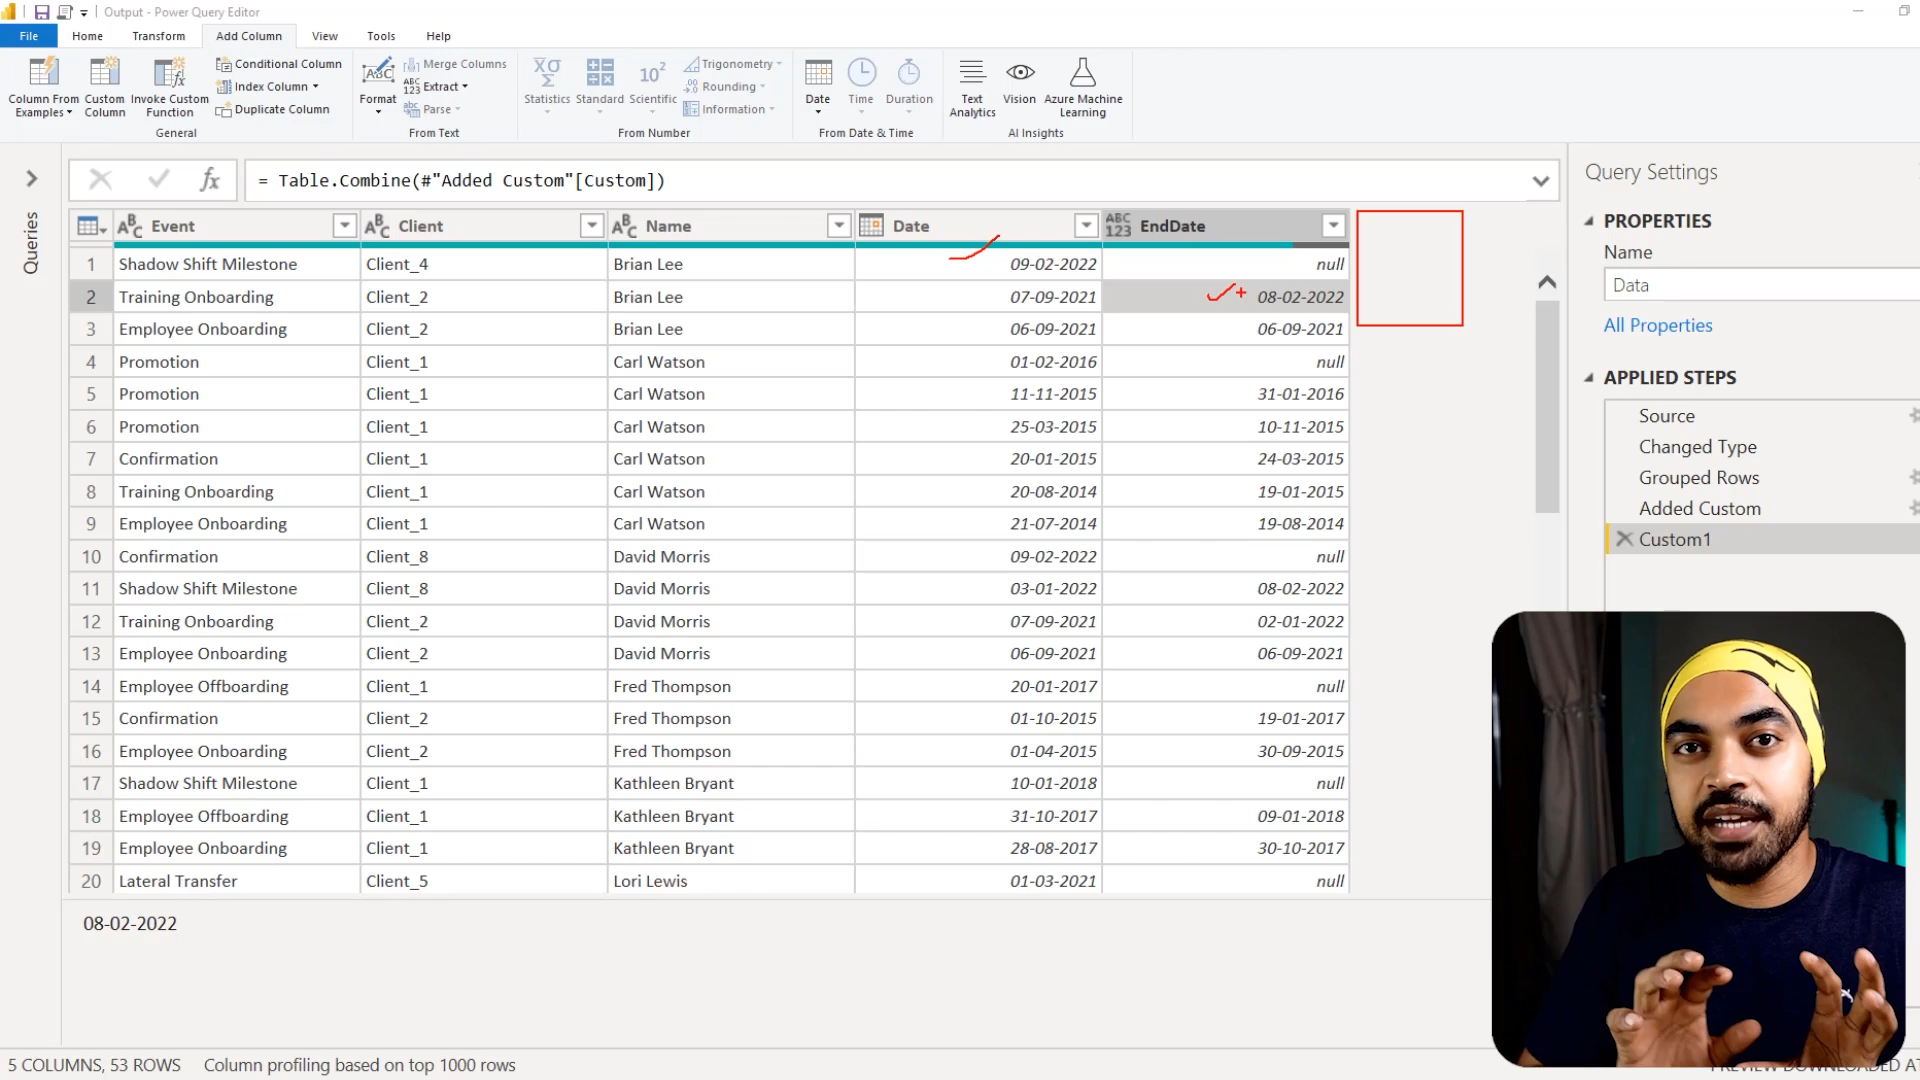 Output - Power Query Editor
File Home Transform Add Column View Tools Help
Column From Examples
Custom Column
Invoke Custom Function
Conditional Column
Index Column
Duplicate Column
General
ABC
Format
Merge Columns
ABC 123 Extract
abc Parse
From Text
XΣ Statistics
Standard
10² Scientific
Trigonometry
.00 Rounding
Information
From Number
Date
Time
Duration
From Date & Time
Text Analytics
Vision
Azure Machine Learning
AI Insights
Queries
fx = Table.Combine(#"Added Custom"[Custom])
ABC Event ABC Client ABC Name Date ABC 123 EndDate
1 Shadow Shift Milestone Client_4 Brian Lee 09-02-2022 null
2 Training Onboarding Client_2 Brian Lee 07-09-2021 08-02-2022
3 Employee Onboarding Client_2 Brian Lee 06-09-2021 06-09-2021
4 Promotion Client_1 Carl Watson 01-02-2016 null
5 Promotion Client_1 Carl Watson 11-11-2015 31-01-2016
6 Promotion Client_1 Carl Watson 25-03-2015 10-11-2015
7 Confirmation Client_1 Carl Watson 20-01-2015 24-03-2015
8 Training Onboarding Client_1 Carl Watson 20-08-2014 19-01-2015
9 Employee Onboarding Client_1 Carl Watson 21-07-2014 19-08-2014
10 Confirmation Client_8 David Morris 09-02-2022 null
11 Shadow Shift Milestone Client_8 David Morris 03-01-2022 08-02-2022
12 Training Onboarding Client_2 David Morris 07-09-2021 02-01-2022
13 Employee Onboarding Client_2 David Morris 06-09-2021 06-09-2021
14 Employee Offboarding Client_1 Fred Thompson 20-01-2017 null
15 Confirmation Client_2 Fred Thompson 01-10-2015 19-01-2017
16 Employee Onboarding Client_2 Fred Thompson 01-04-2015 30-09-2015
17 Shadow Shift Milestone Client_1 Kathleen Bryant 10-01-2018 null
18 Employee Offboarding Client_1 Kathleen Bryant 31-10-2017 09-01-2018
19 Employee Onboarding Client_1 Kathleen Bryant 28-08-2017 30-10-2017
20 Lateral Transfer Client_5 Lori Lewis 01-03-2021 null
08-02-2022
Query Settings
PROPERTIES
Name
Data
All Properties
APPLIED STEPS
Source
Changed Type
Grouped Rows
Added Custom
Custom1
5 COLUMNS, 53 ROWS Column profiling based on top 1000 rows